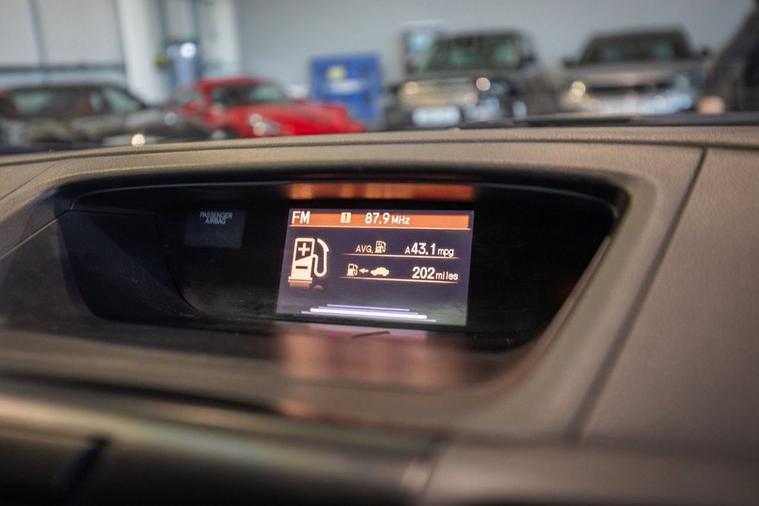 PASSENGER
AIRBAG
FM 87.9 MHz
AVG. A 43.1 mpg
202 miles